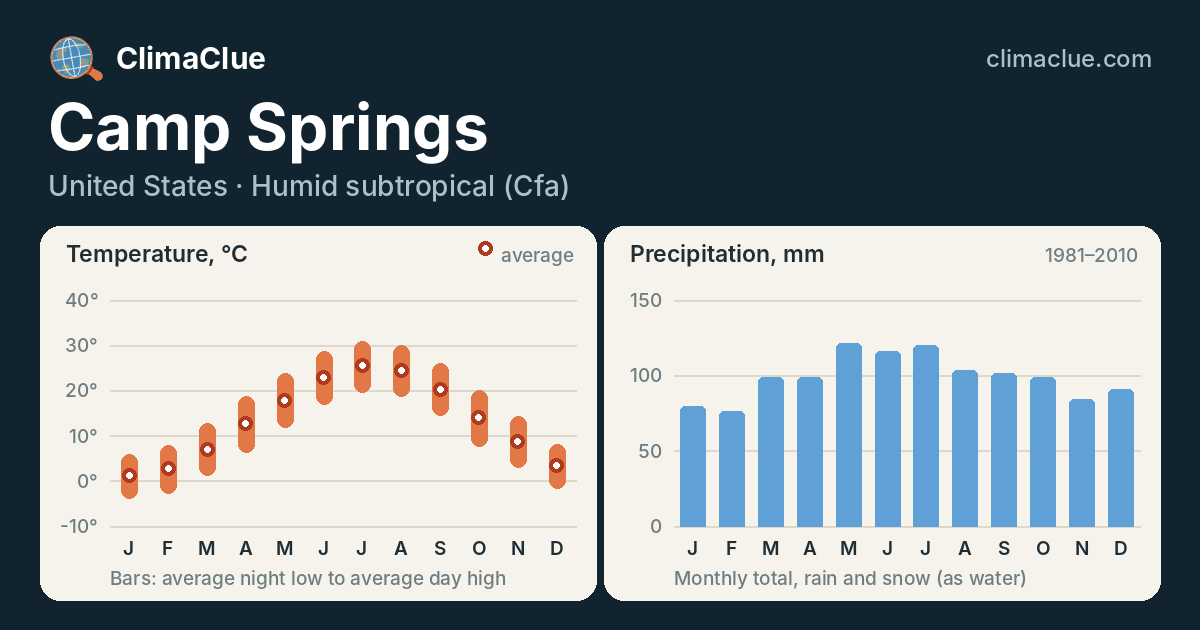 ClimaClue
climaclue.com
Camp Springs
United States · Humid subtropical (Cfa)
Temperature, °C
average
40°
30°
20°
10°
0°
-10°
J F M A M J J A S O N D
Bars: average night low to average day high
Precipitation, mm
1981–2010
150
100
50
0
J F M A M J J A S O N D
Monthly total, rain and snow (as water)